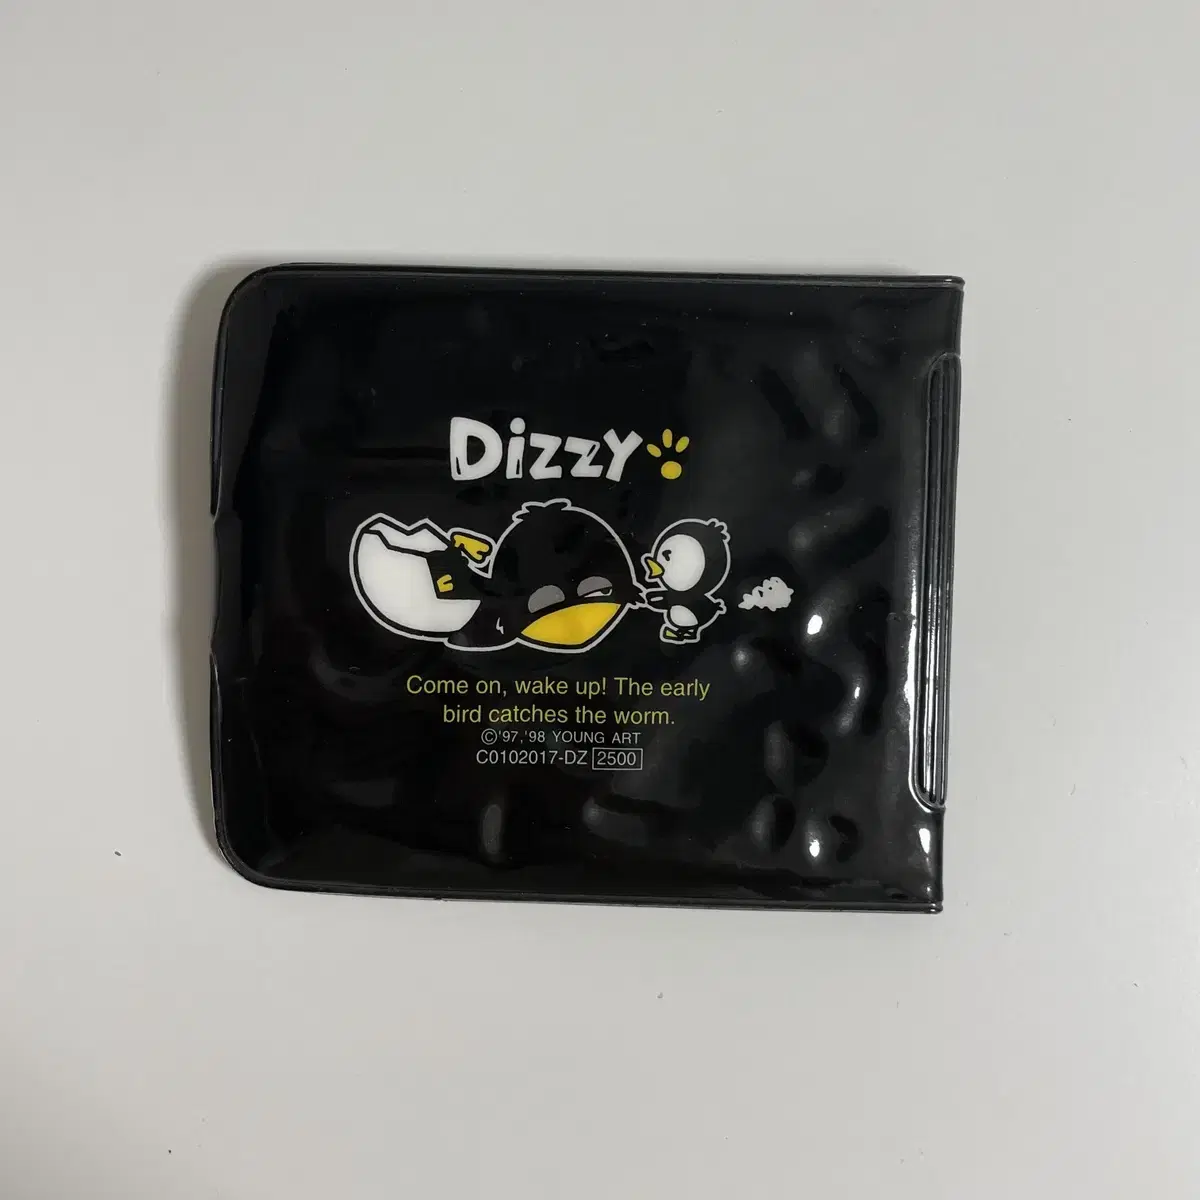 Dizzy
Come on, wake up! The early
bird catches the worm.
©'97,'98 YOUNG ART
C0102017-DZ 2500